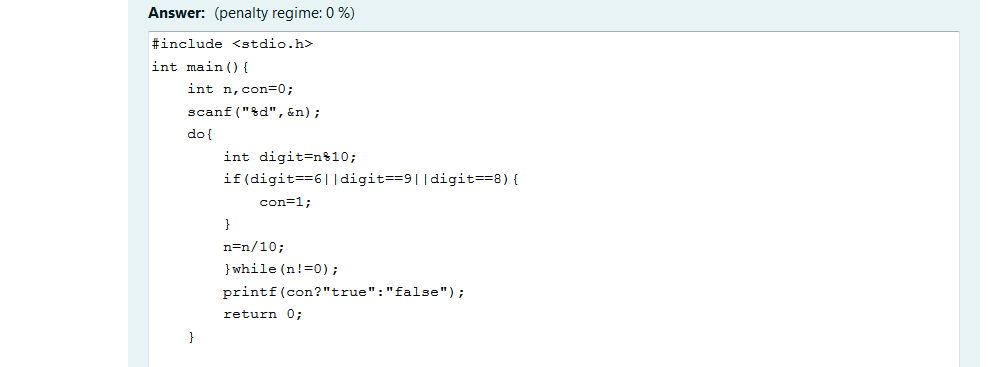 Answer: (penalty regime: 0 %)
#include <stdio.h>
int main(){
    int n,con=0;
    scanf("%d",&n);
    do{
        int digit=n%10;
        if(digit==6||digit==9||digit==8){
            con=1;
        }
        n=n/10;
        }while(n!=0);
        printf(con?"true":"false");
        return 0;
    }